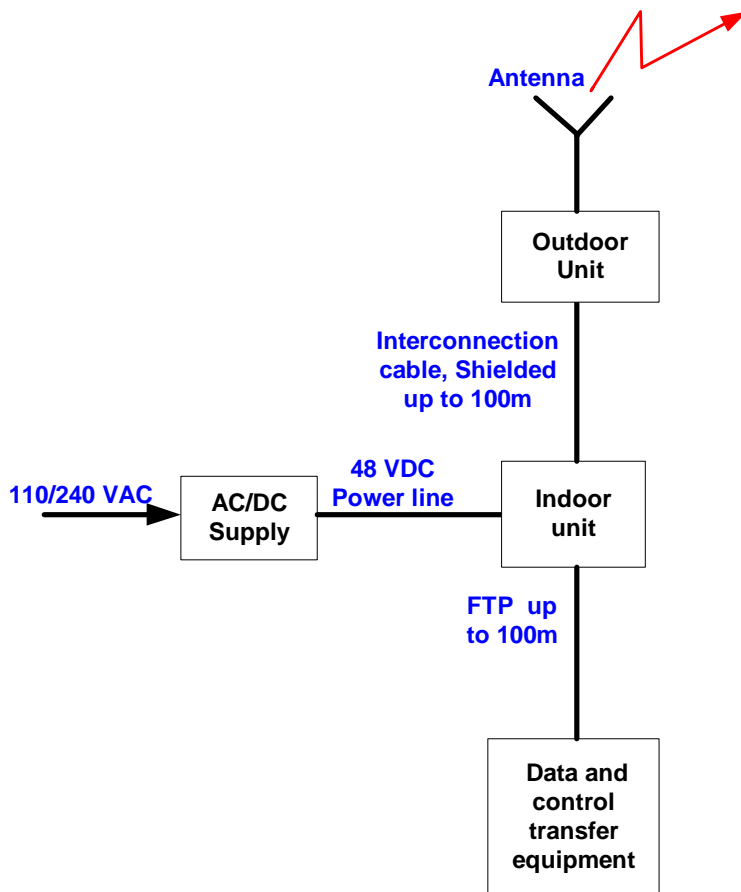 Antenna
Outdoor
Unit
Interconnection
cable, Shielded
up to 100m
110/240 VAC
AC/DC
Supply
48 VDC
Power line
Indoor
unit
FTP up
to 100m
Data and
control
transfer
equipment